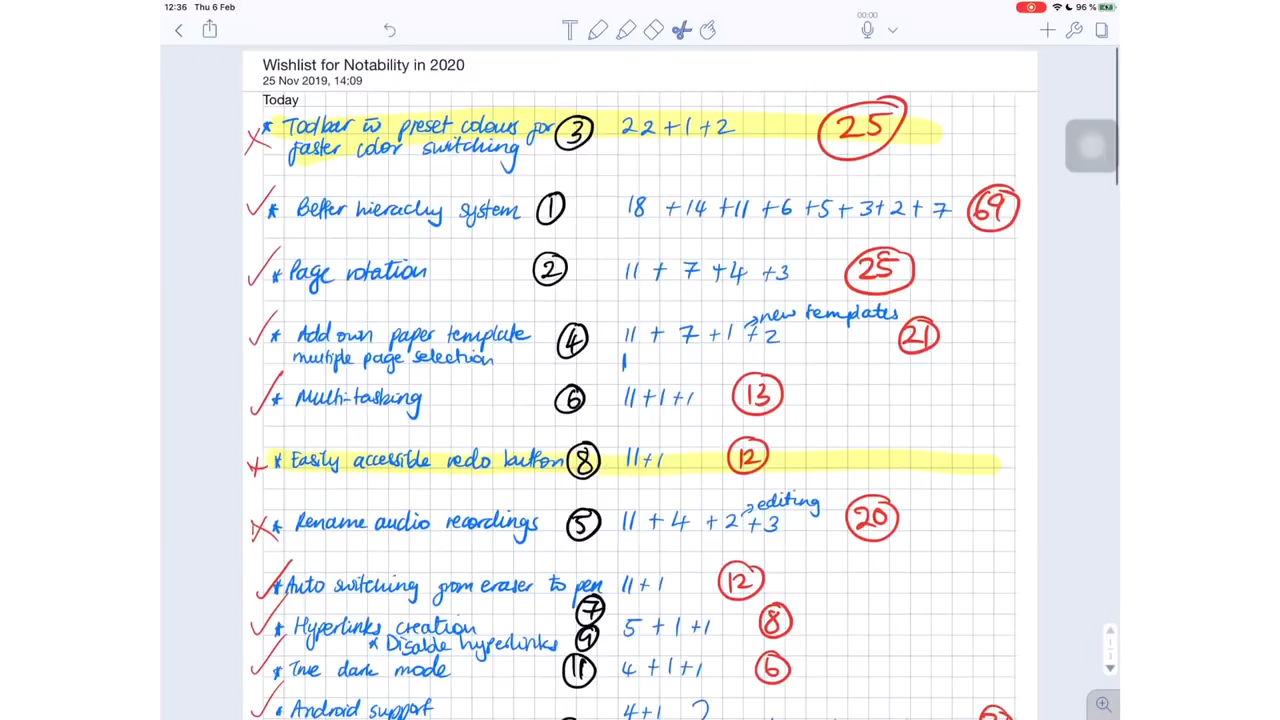 12:36 Thu 6 Feb
96 %
00:00
Wishlist for Notability in 2020
25 Nov 2019, 14:09
Today
* Toolbar w preset colours for ③ 22 +1 +2 25
faster color switching
* Better hierachy system ① 18 +14 +11 +6 +5 +3+2+7 69
* Page rotation ② 11 + 7 +4 +3 25
new templates
* Add own paper template ④ 11 + 7 +1 +2 21
multiple page selection 1
* Multi-tasking ⑥ 11+1+1 13
* Easily accessible redo button ⑧ 11+1 12
editing
* Rename audio recordings ⑤ 11 + 4 +2 +3 20
* Auto switching from eraser to pen 11+1 12
⑦
* Hyperlinks creation 5 +1+1 8
* Disable hyperlinks ⑨
* True dark mode ⑪ 4 +1+1 6
* Android support 4+1 2